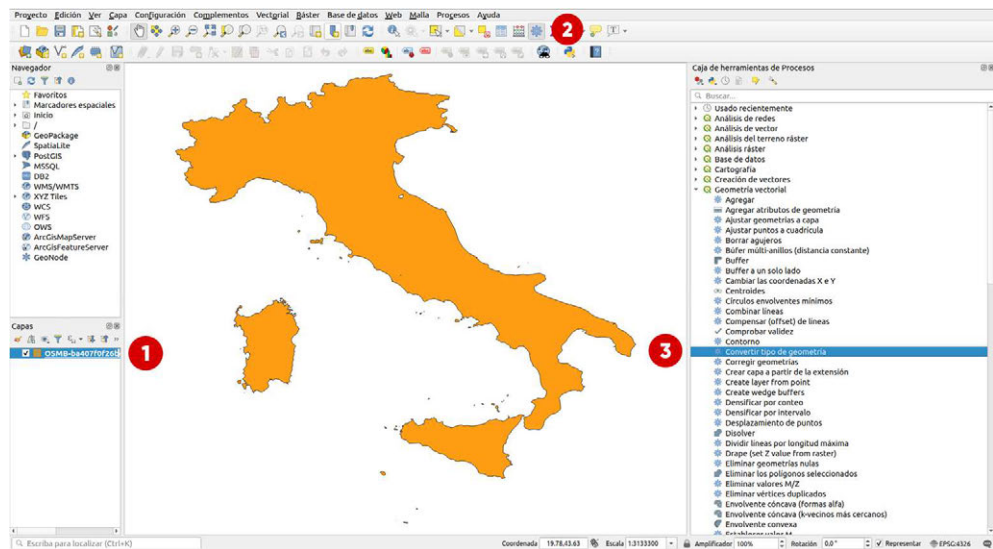 Proyecto Edición Ver Capa Configuración Complementos Vectorial Ráster Base de datos Web Malla Procesos Ayuda
2
Navegador
Favoritos
Marcadores espaciales
Inicio
/
GeoPackage
SpatiaLite
PostGIS
MSSQL
DB2
WMS/WMTS
XYZ Tiles
WCS
WFS
OWS
ArcGisMapServer
ArcGisFeatureServer
GeoNode
Capas
OSMB-ba407f0f26b
1
3
Caja de herramientas de Procesos
Buscar...
Usado recientemente
Análisis de redes
Análisis de vector
Análisis del terreno ráster
Análisis ráster
Base de datos
Cartografía
Creación de vectores
Geometría vectorial
Agregar
Agregar atributos de geometría
Ajustar geometrías a capa
Ajustar puntos a cuadrícula
Borrar agujeros
Búfer múlti-anillos (distancia constante)
Buffer
Buffer a un solo lado
Cambiar las coordenadas X e Y
Centroides
Círculos envolventes mínimos
Combinar líneas
Compensar (offset) de líneas
Comprobar validez
Contorno
Convertir tipo de geometría
Corregir geometrías
Crear capa a partir de la extensión
Create layer from point
Create wedge buffers
Densificar por conteo
Densificar por intervalo
Desplazamiento de puntos
Disolver
Dividir líneas por longitud máxima
Drape (set Z value from raster)
Eliminar geometrías nulas
Eliminar los polígonos seleccionados
Eliminar valores M/Z
Eliminar vértices duplicados
Envolvente cóncava (formas alfa)
Envolvente cóncava (k-vecinos más cercanos)
Envolvente convexa
Establecer valor M
Escriba para localizar (Ctrl+K)
Coordenada 19.78,43.63 Escala 1:3133300 Amplificador 100% Rotación 0,0° Representar EPSG:4326